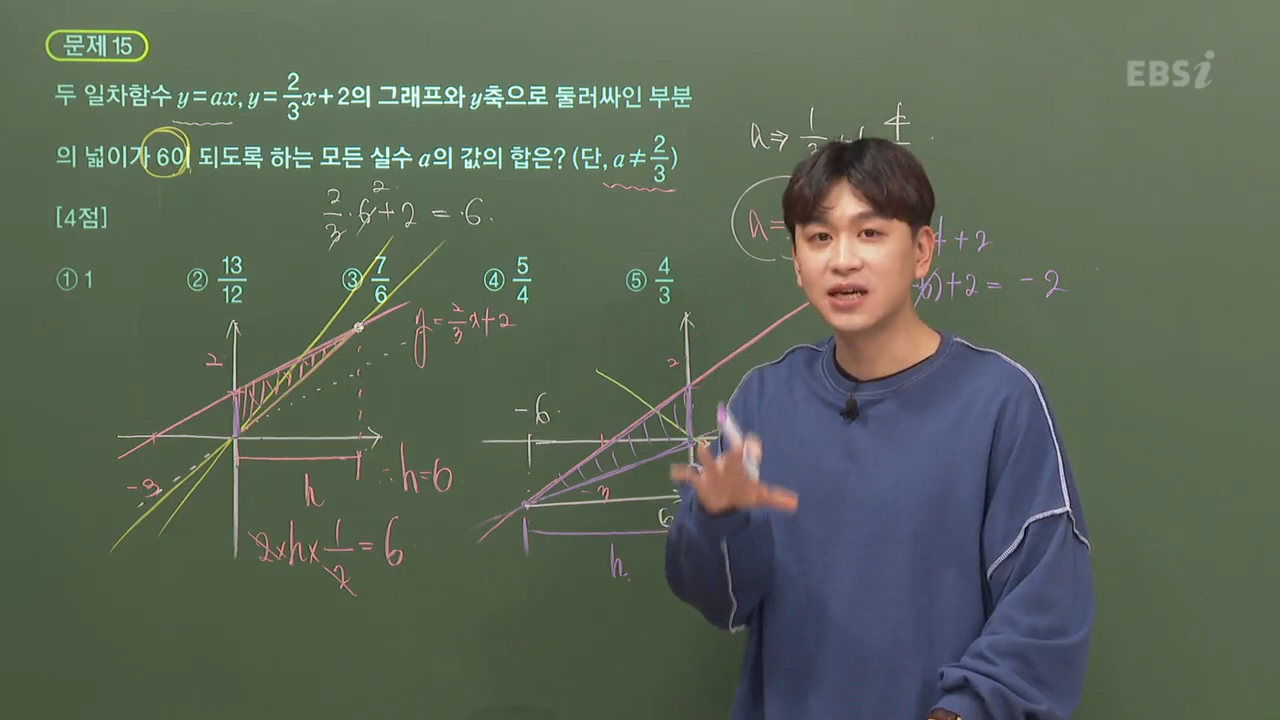 문제 15
EBSi
두 일차함수 y=ax, y=2/3x+2의 그래프와 y축으로 둘러싸인 부분
의 넓이가 6이 되도록 하는 모든 실수 a의 값의 합은? (단, a≠2/3)
[4점]
① 1 ② 13/12 ③ 7/6 ④ 5/4 ⑤ 4/3
2/3·6+2=·6.
a⇒ 1/
a=
+2
+2=-2
y=2/3x+2
2
-3
h
∴h=6
2×h×1/2=6
2
-6
h